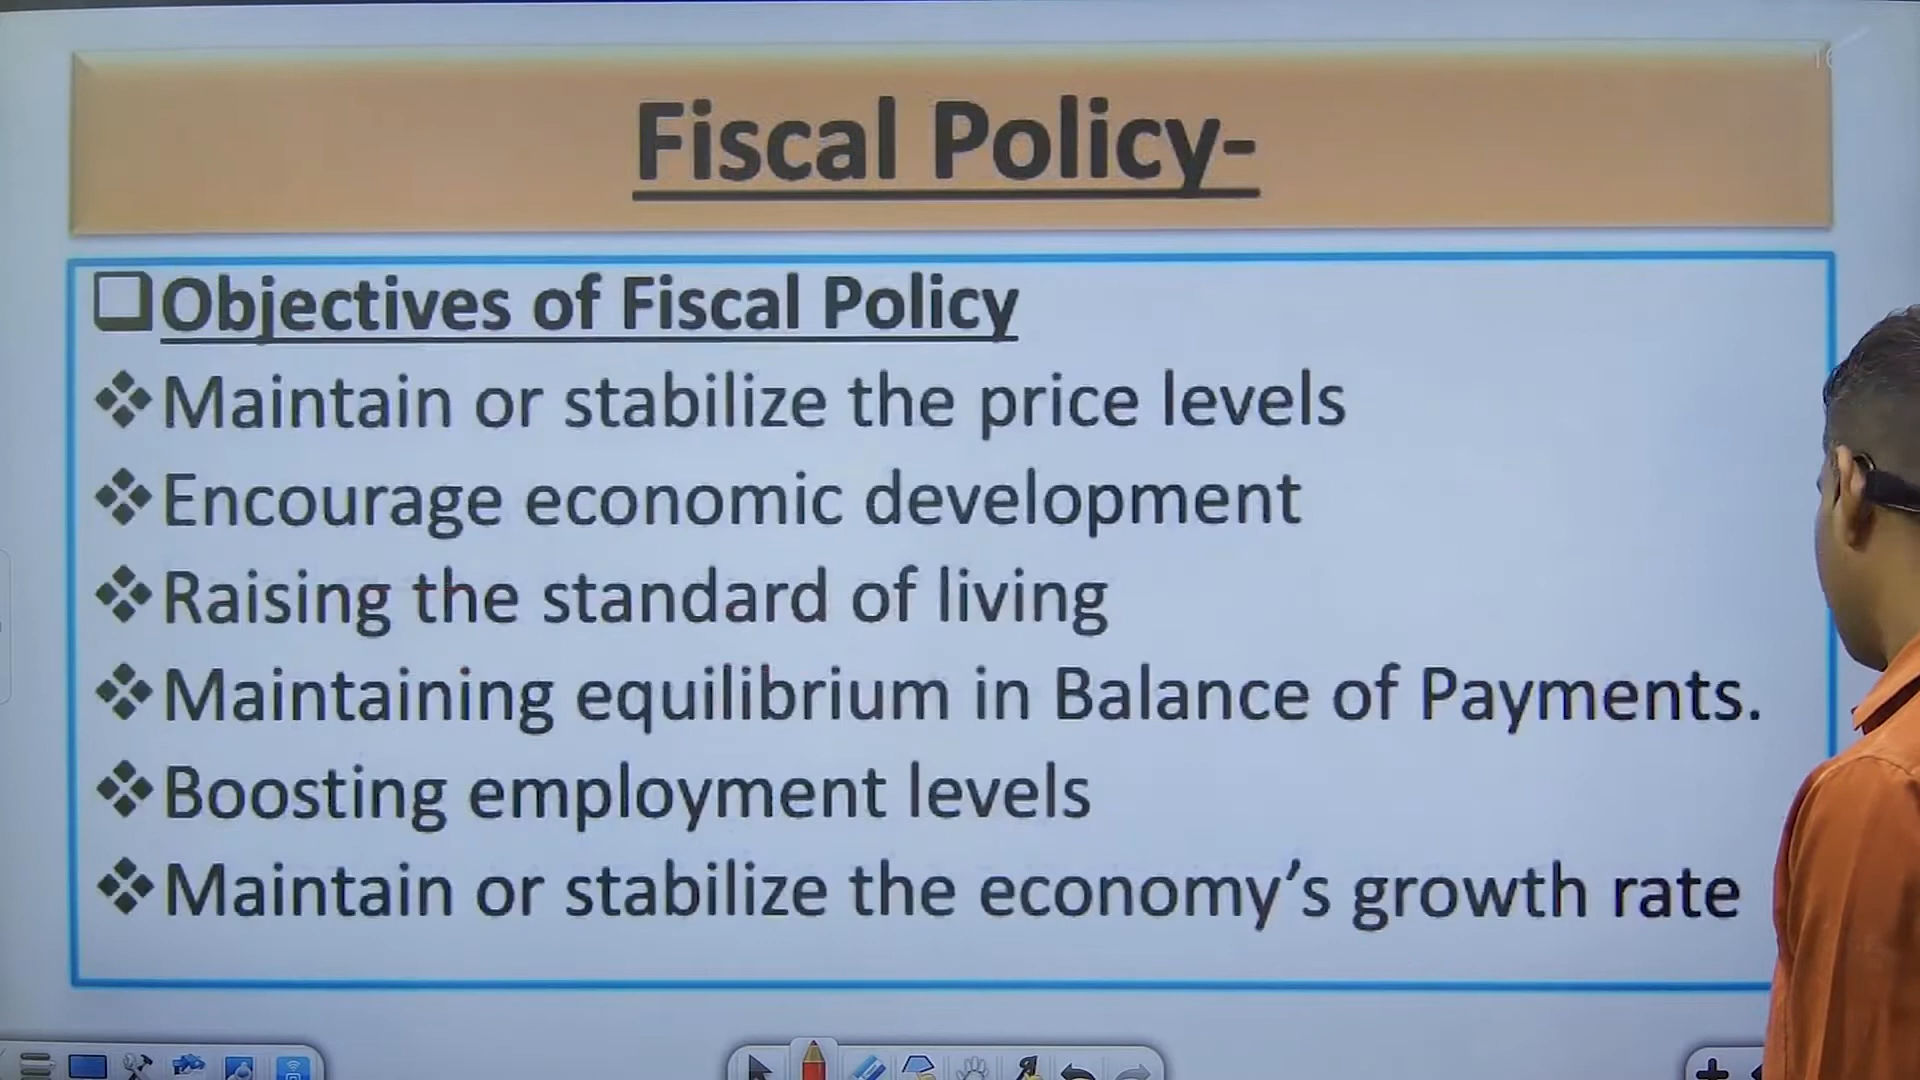 Fiscal Policy-
Objectives of Fiscal Policy
Maintain or stabilize the price levels
Encourage economic development
Raising the standard of living
Maintaining equilibrium in Balance of Payments.
Boosting employment levels
Maintain or stabilize the economy’s growth rate